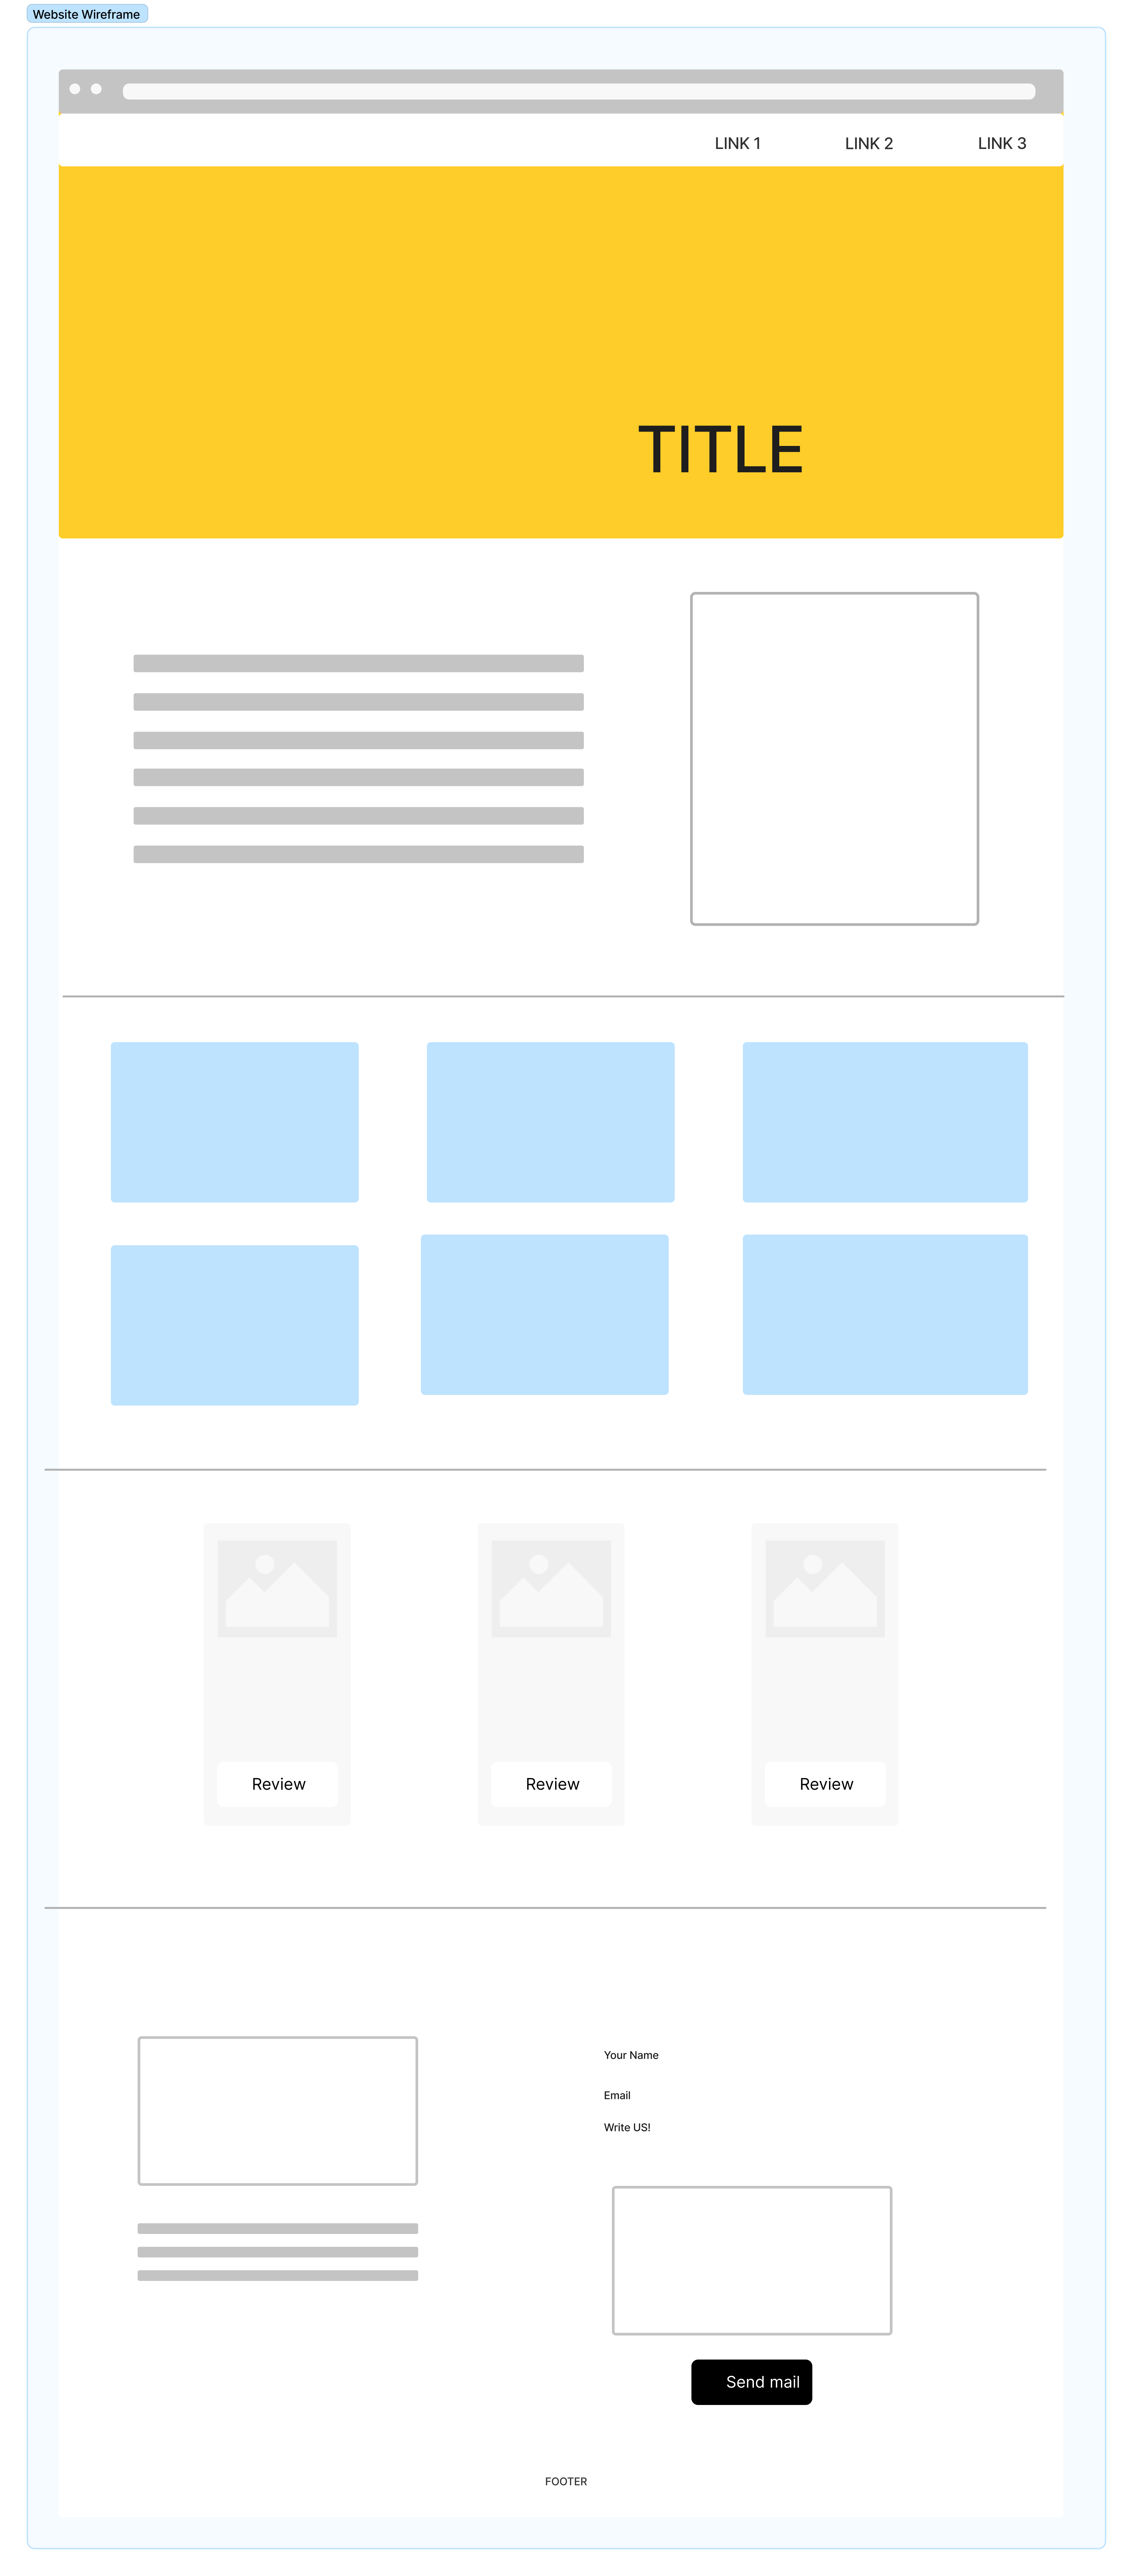 Website Wireframe
LINK 1 LINK 2 LINK 3
TITLE
Review Review Review
Your Name
Email
Write US!
Send mail
FOOTER